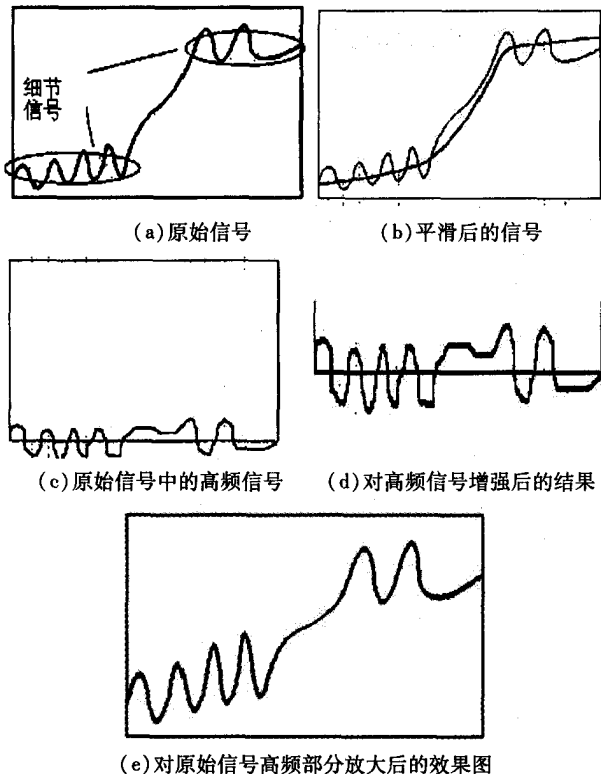 细节
信号
(a)原始信号
(b)平滑后的信号
(c)原始信号中的高频信号
(d)对高频信号增强后的结果
(e)对原始信号高频部分放大后的效果图